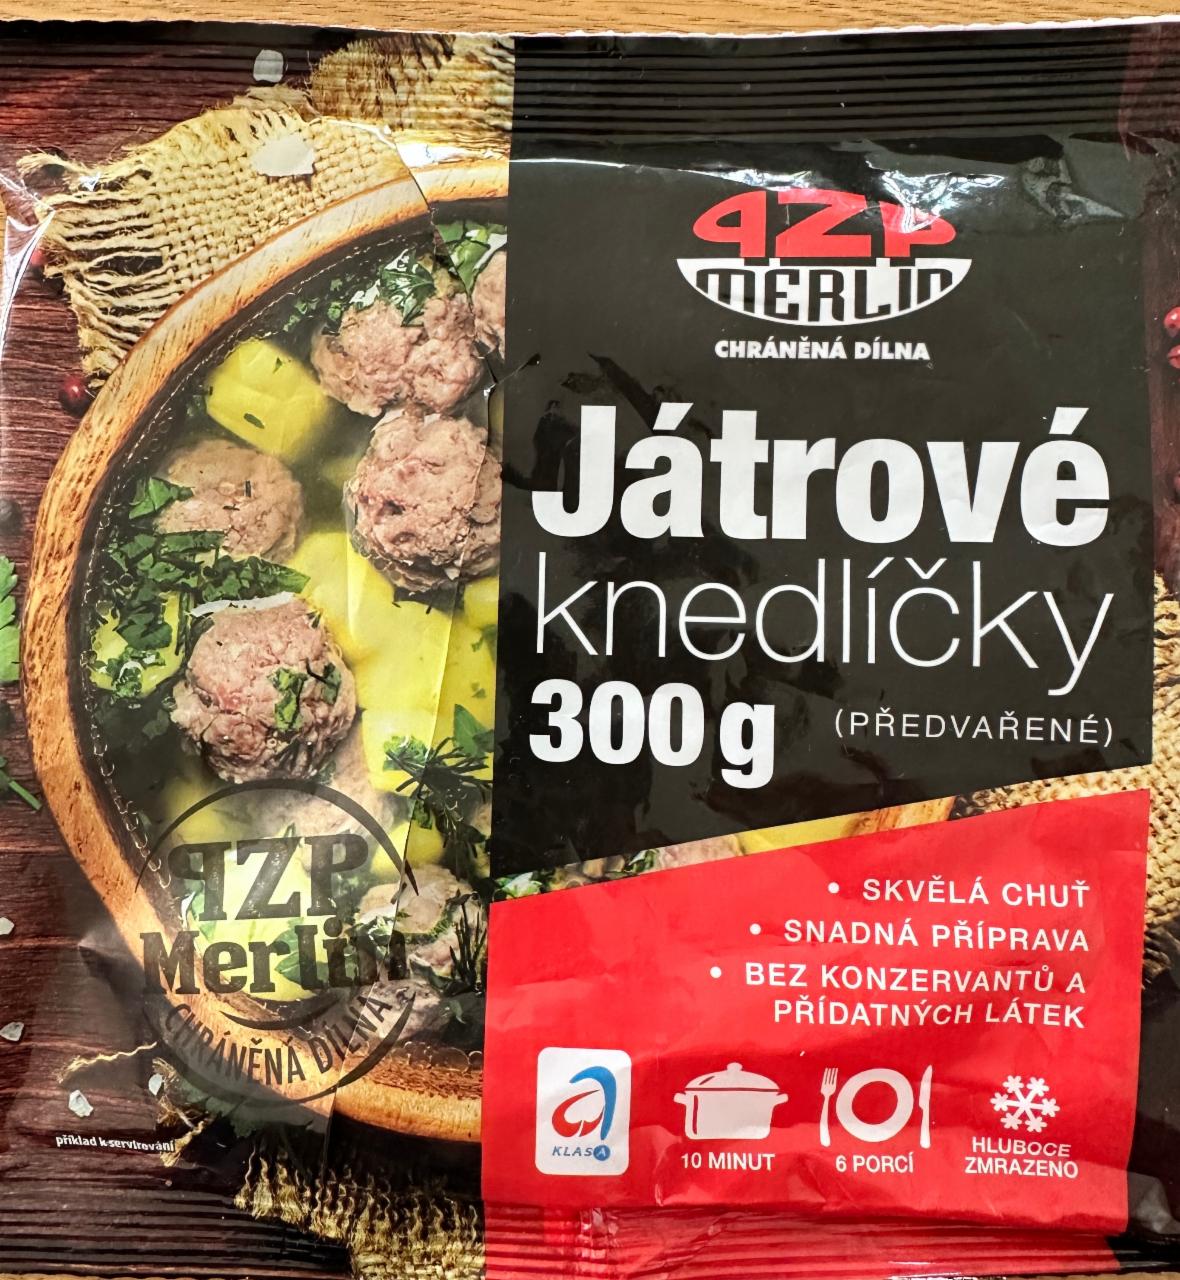 PZP
MERLIN
CHRÁNĚNÁ DÍLNA
Játrové
knedlíčky
300 g (PŘEDVAŘENÉ)
PZP
Merlin
CHRÁNĚNÁ DÍLNA
• SKVĚLÁ CHUŤ
• SNADNÁ PŘÍPRAVA
• BEZ KONZERVANTŮ A
PŘÍDATNÝCH LÁTEK
KLASA
10 MINUT
6 PORCÍ
HLUBOCE
ZMRAZENO
příklad k servírování